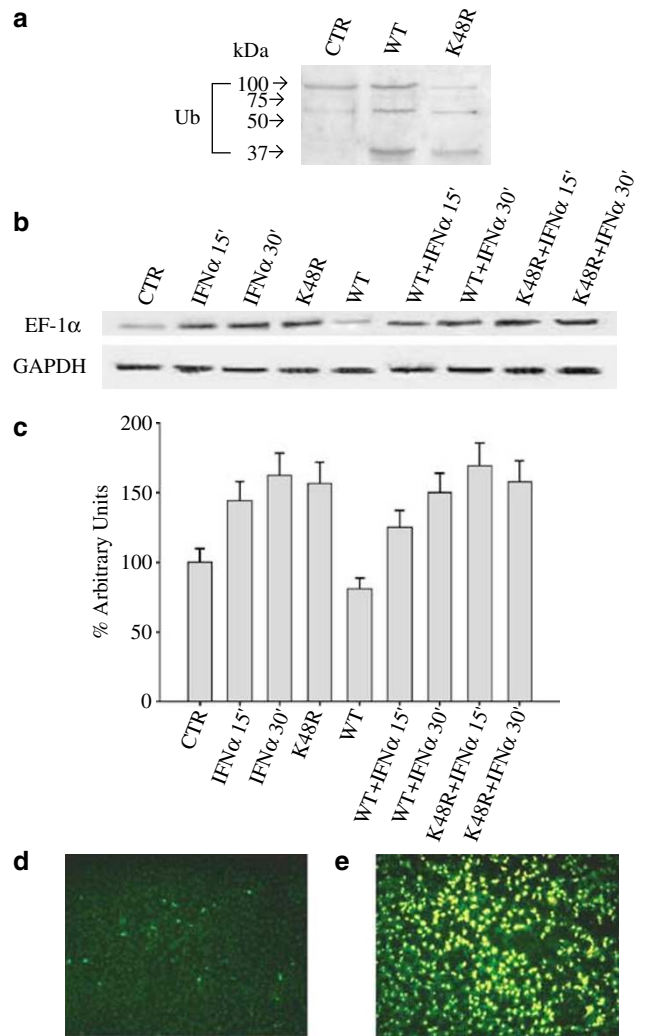 a
kDa
CTR
WT
K48R
Ub
100→
75→
50→
37→
b
CTR
IFNα 15'
IFNα 30'
K48R
WT
WT+IFNα 15'
WT+IFNα 30'
K48R+IFNα 15'
K48R+IFNα 30'
EF-1α
GAPDH
c
% Arbitrary Units
200
150
100
50
0
CTR
IFNα 15'
IFNα 30'
K48R
WT
WT+IFNα 15'
WT+IFNα 30'
K48R+IFNα 15'
K48R+IFNα 30'
d
e